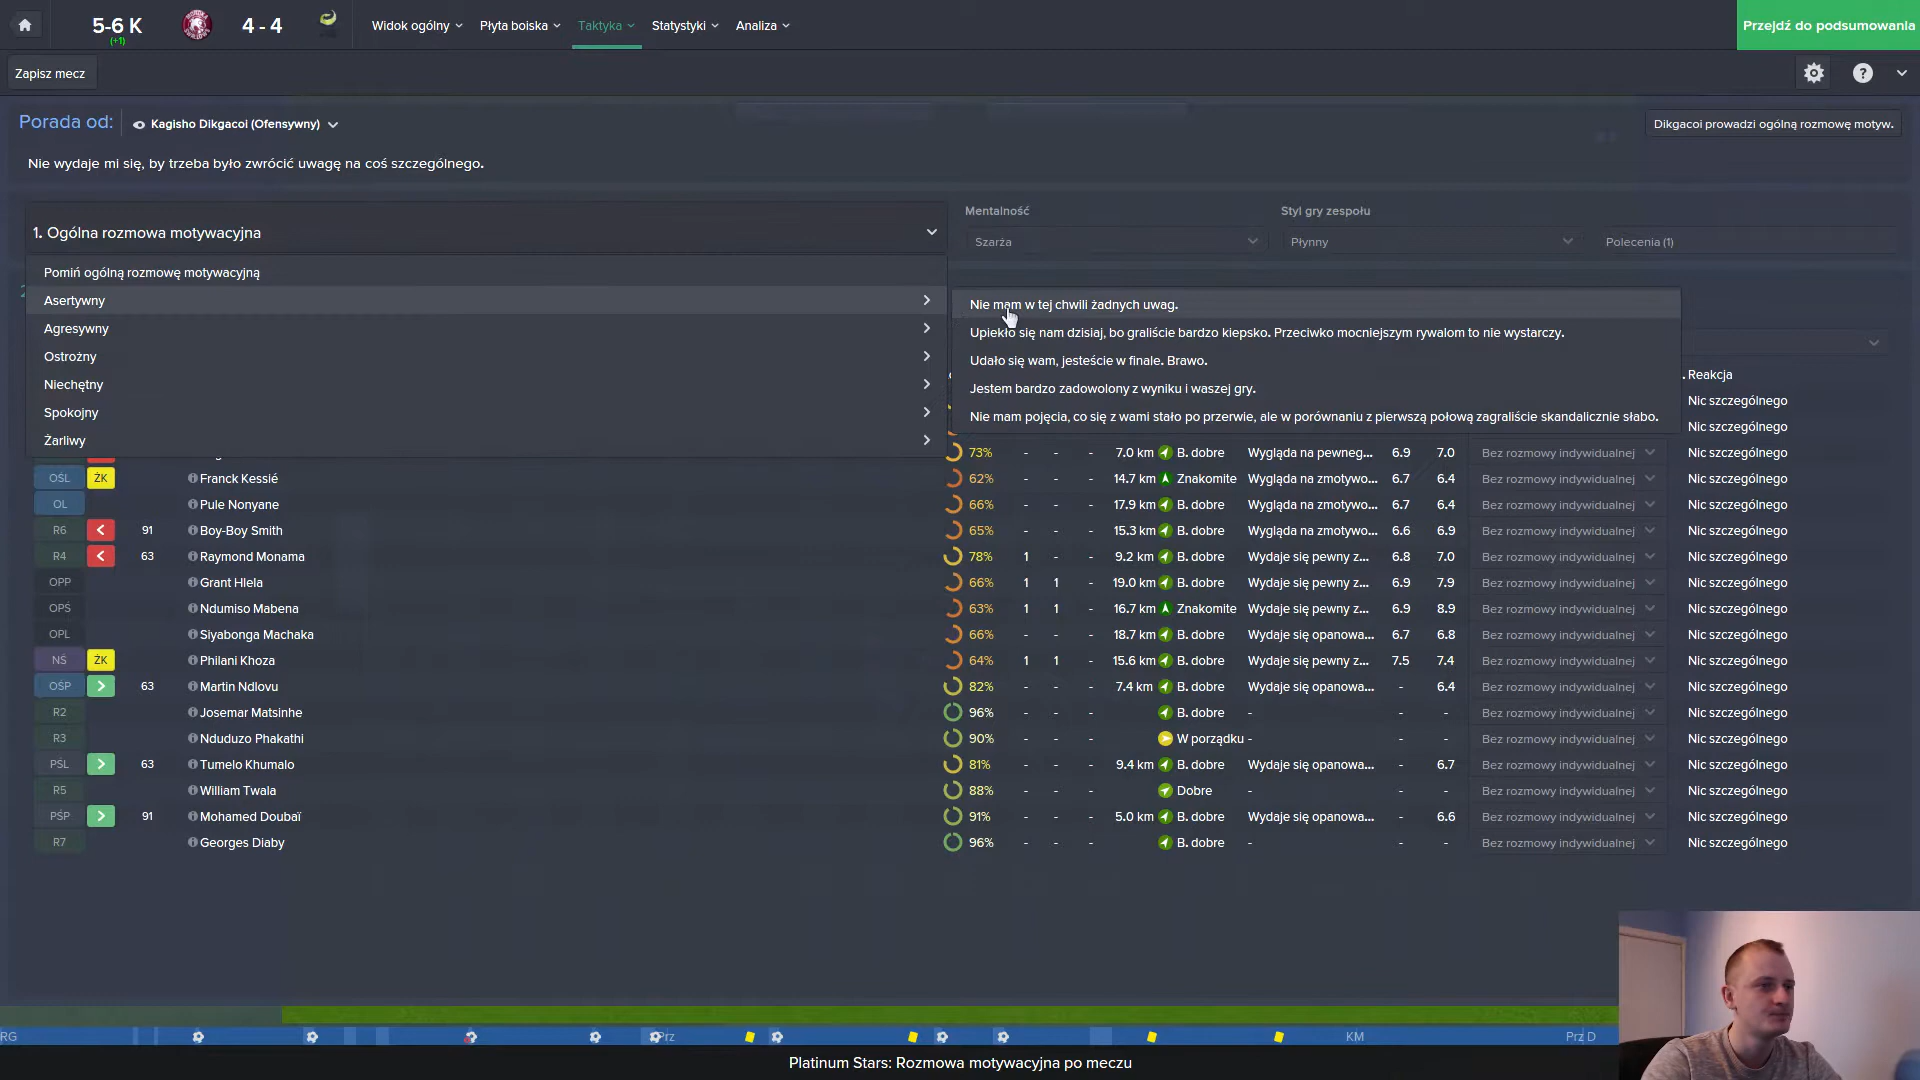 5-6 K
(+1)
4 - 4
Widok ogólny
Płyta boiska
Taktyka
Statystyki
Analiza
Przejdź do podsumowania
Zapisz mecz
?
Porada od:
Kagisho Dikgacoi (Ofensywny)
Dikgacoi prowadzi ogólną rozmowę motyw.
Nie wydaje mi się, by trzeba było zwrócić uwagę na coś szczególnego.
1. Ogólna rozmowa motywacyjna
Mentalność
Styl gry zespołu
Szarża
Płynny
Polecenia (1)
Pomiń ogólną rozmowę motywacyjną
Asertywny
Agresywny
Ostrożny
Niechętny
Spokojny
Żarliwy
Nie mam w tej chwili żadnych uwag.
Upiekło się nam dzisiaj, bo graliście bardzo kiepsko. Przeciwko mocniejszym rywalom to nie wystarczy.
Udało się wam, jesteście w finale. Brawo.
Jestem bardzo zadowolony z wyniku i waszej gry.
Nie mam pojęcia, co się z wami stało po przerwie, ale w porównaniu z pierwszą połową zagraliście skandalicznie słabo.
Reakcja
Nic szczególnego
Nic szczególnego
73% - - - 7.0 km B. dobre Wygląda na pewneg... 6.9 7.0 Bez rozmowy indywidualnej Nic szczególnego
OŚL ŻK Franck Kessié 62% - - - 14.7 km Znakomite Wygląda na zmotywo... 6.7 6.4 Bez rozmowy indywidualnej Nic szczególnego
OL Pule Nonyane 66% - - - 17.9 km B. dobre Wygląda na zmotywo... 6.7 6.4 Bez rozmowy indywidualnej Nic szczególnego
R6 91 Boy-Boy Smith 65% - - - 15.3 km B. dobre Wygląda na zmotywo... 6.6 6.9 Bez rozmowy indywidualnej Nic szczególnego
R4 63 Raymond Monama 78% 1 - - 9.2 km B. dobre Wydaje się pewny z... 6.8 7.0 Bez rozmowy indywidualnej Nic szczególnego
OPP Grant Hlela 66% 1 1 - 19.0 km B. dobre Wydaje się pewny z... 6.9 7.9 Bez rozmowy indywidualnej Nic szczególnego
OPŚ Ndumiso Mabena 63% 1 1 - 16.7 km Znakomite Wydaje się pewny z... 6.9 8.9 Bez rozmowy indywidualnej Nic szczególnego
OPL Siyabonga Machaka 66% - - - 18.7 km B. dobre Wydaje się opanowa... 6.7 6.8 Bez rozmowy indywidualnej Nic szczególnego
NŚ ŻK Philani Khoza 64% 1 1 - 15.6 km B. dobre Wydaje się pewny z... 7.5 7.4 Bez rozmowy indywidualnej Nic szczególnego
OŚP 63 Martin Ndlovu 82% - - - 7.4 km B. dobre Wydaje się opanowa... - 6.4 Bez rozmowy indywidualnej Nic szczególnego
R2 Josemar Matsinhe 96% - - - B. dobre - - - Bez rozmowy indywidualnej Nic szczególnego
R3 Nduduzo Phakathi 90% - - - W porządku - - - Bez rozmowy indywidualnej Nic szczególnego
PŚL 63 Tumelo Khumalo 81% - - - 9.4 km B. dobre Wydaje się opanowa... - 6.7 Bez rozmowy indywidualnej Nic szczególnego
R5 William Twala 88% - - - Dobre - - - Bez rozmowy indywidualnej Nic szczególnego
PŚP 91 Mohamed Doubaï 91% - - - 5.0 km B. dobre Wydaje się opanowa... - 6.6 Bez rozmowy indywidualnej Nic szczególnego
R7 Georges Diaby 96% - - - B. dobre - - - Bez rozmowy indywidualnej Nic szczególnego
RG Prz KM Prz D
Platinum Stars: Rozmowa motywacyjna po meczu